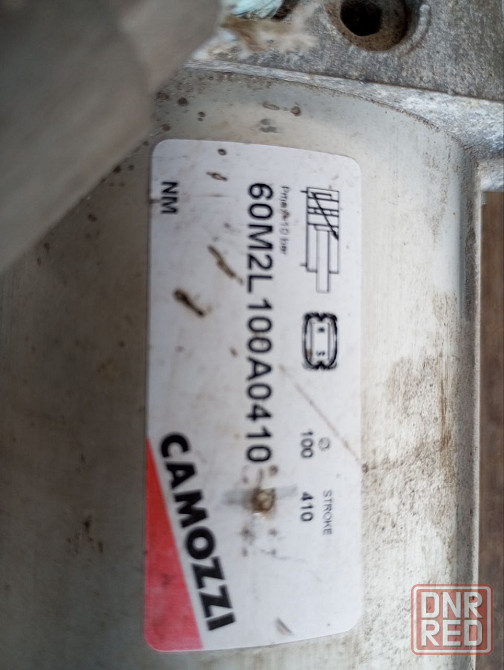 Pmax 10 bar
60M2L100A0410
NM
Ø
100
STROKE
410
CAMOZZI
DNR
RED